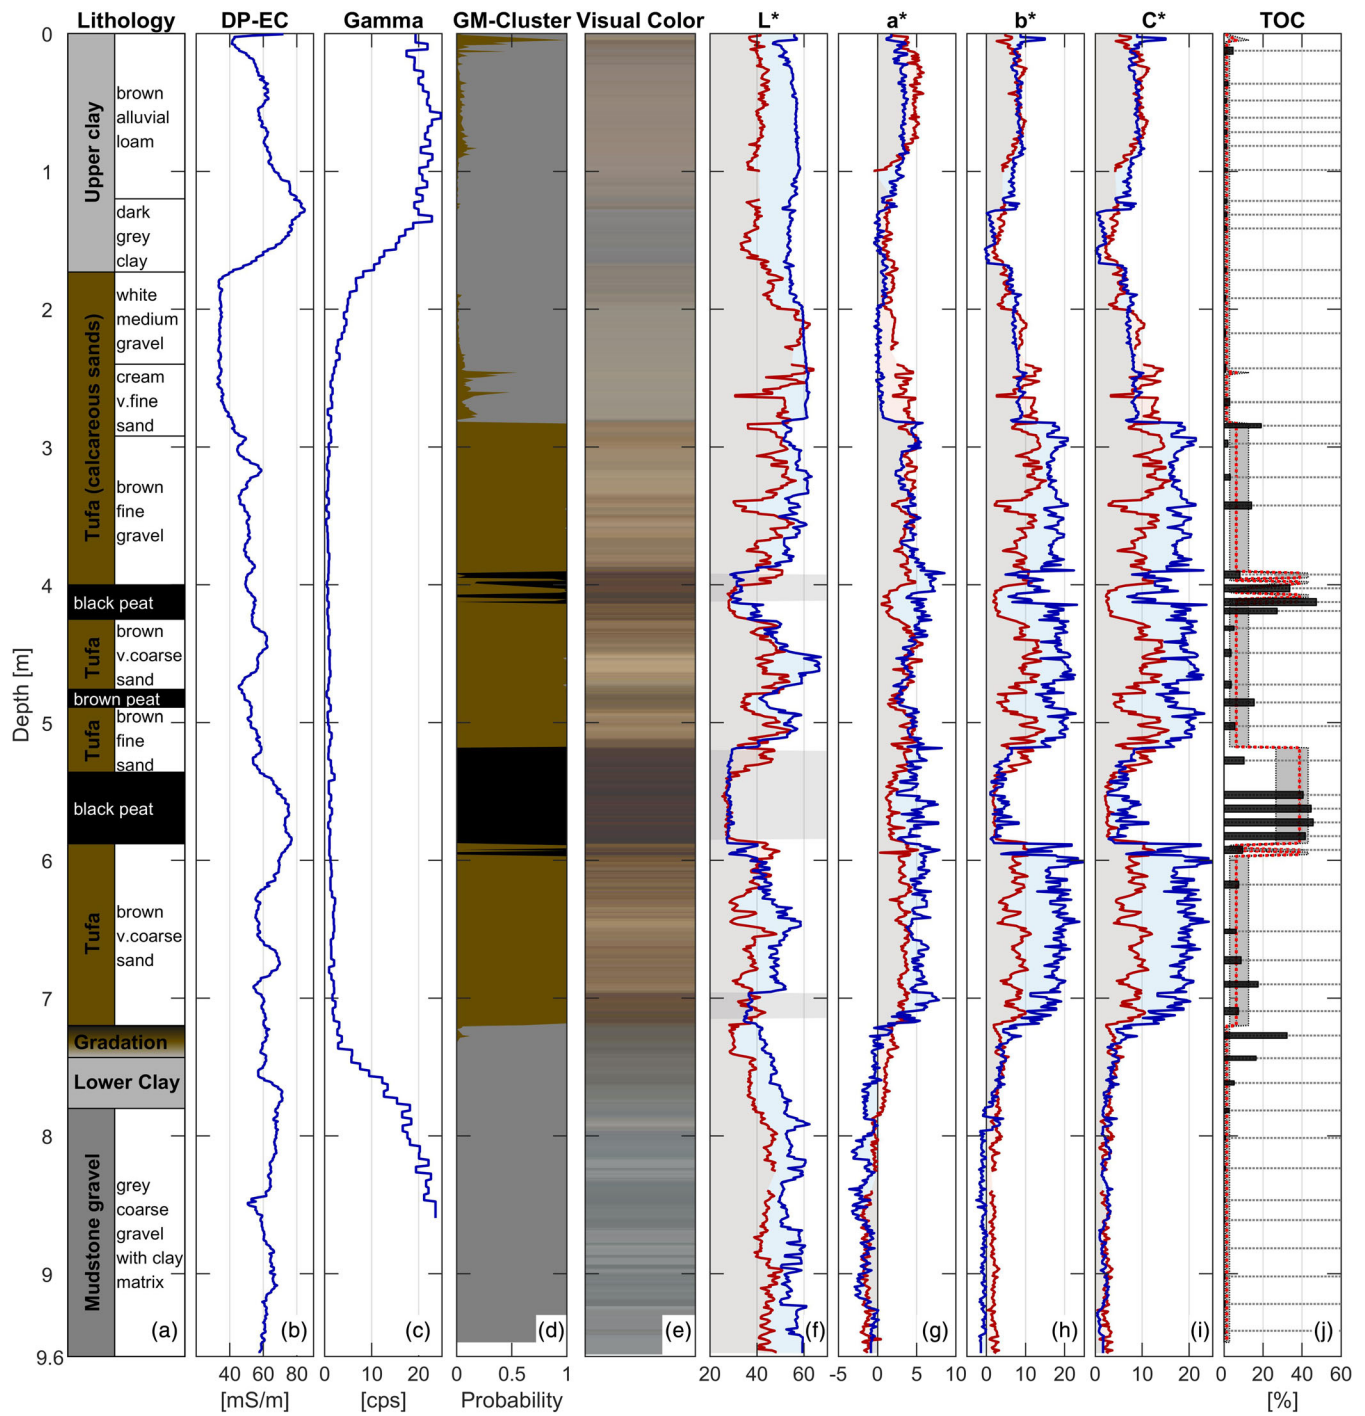 Lithology DP-EC Gamma GM-Cluster Visual Color L* a* b* C* TOC
0
Upper clay
brown
alluvial
loam
1
dark
grey
clay
Tufa (calcareous sands)
white
medium
gravel
2
cream
v.fine
sand
3
brown
fine
gravel
4
black peat
Tufa
brown
v.coarse
sand
brown peat
5
Tufa
brown
fine
sand
black peat
6
Tufa
brown
v.coarse
sand
7
Gradation
Lower Clay
8
Mudstone gravel
grey
coarse
gravel
with clay
matrix
9
9.6
Depth [m]
(a) (b) (c) (d) (e) (f) (g) (h) (i) (j)
40 60 80 0 10 20 0 0.5 1 20 40 60 -5 0 5 10 0 10 20 0 10 20 0 20 40 60
[mS/m] [cps] Probability [%]